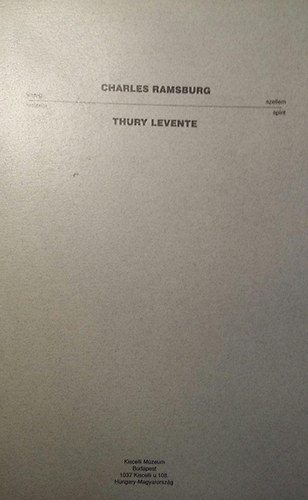 CHARLES RAMSBURG
szellem
spirit
THURY LEVENTE
Kiscelli Múzeum
Budapest
1037 Kiscelli u.108.
Hungary-Magyarország